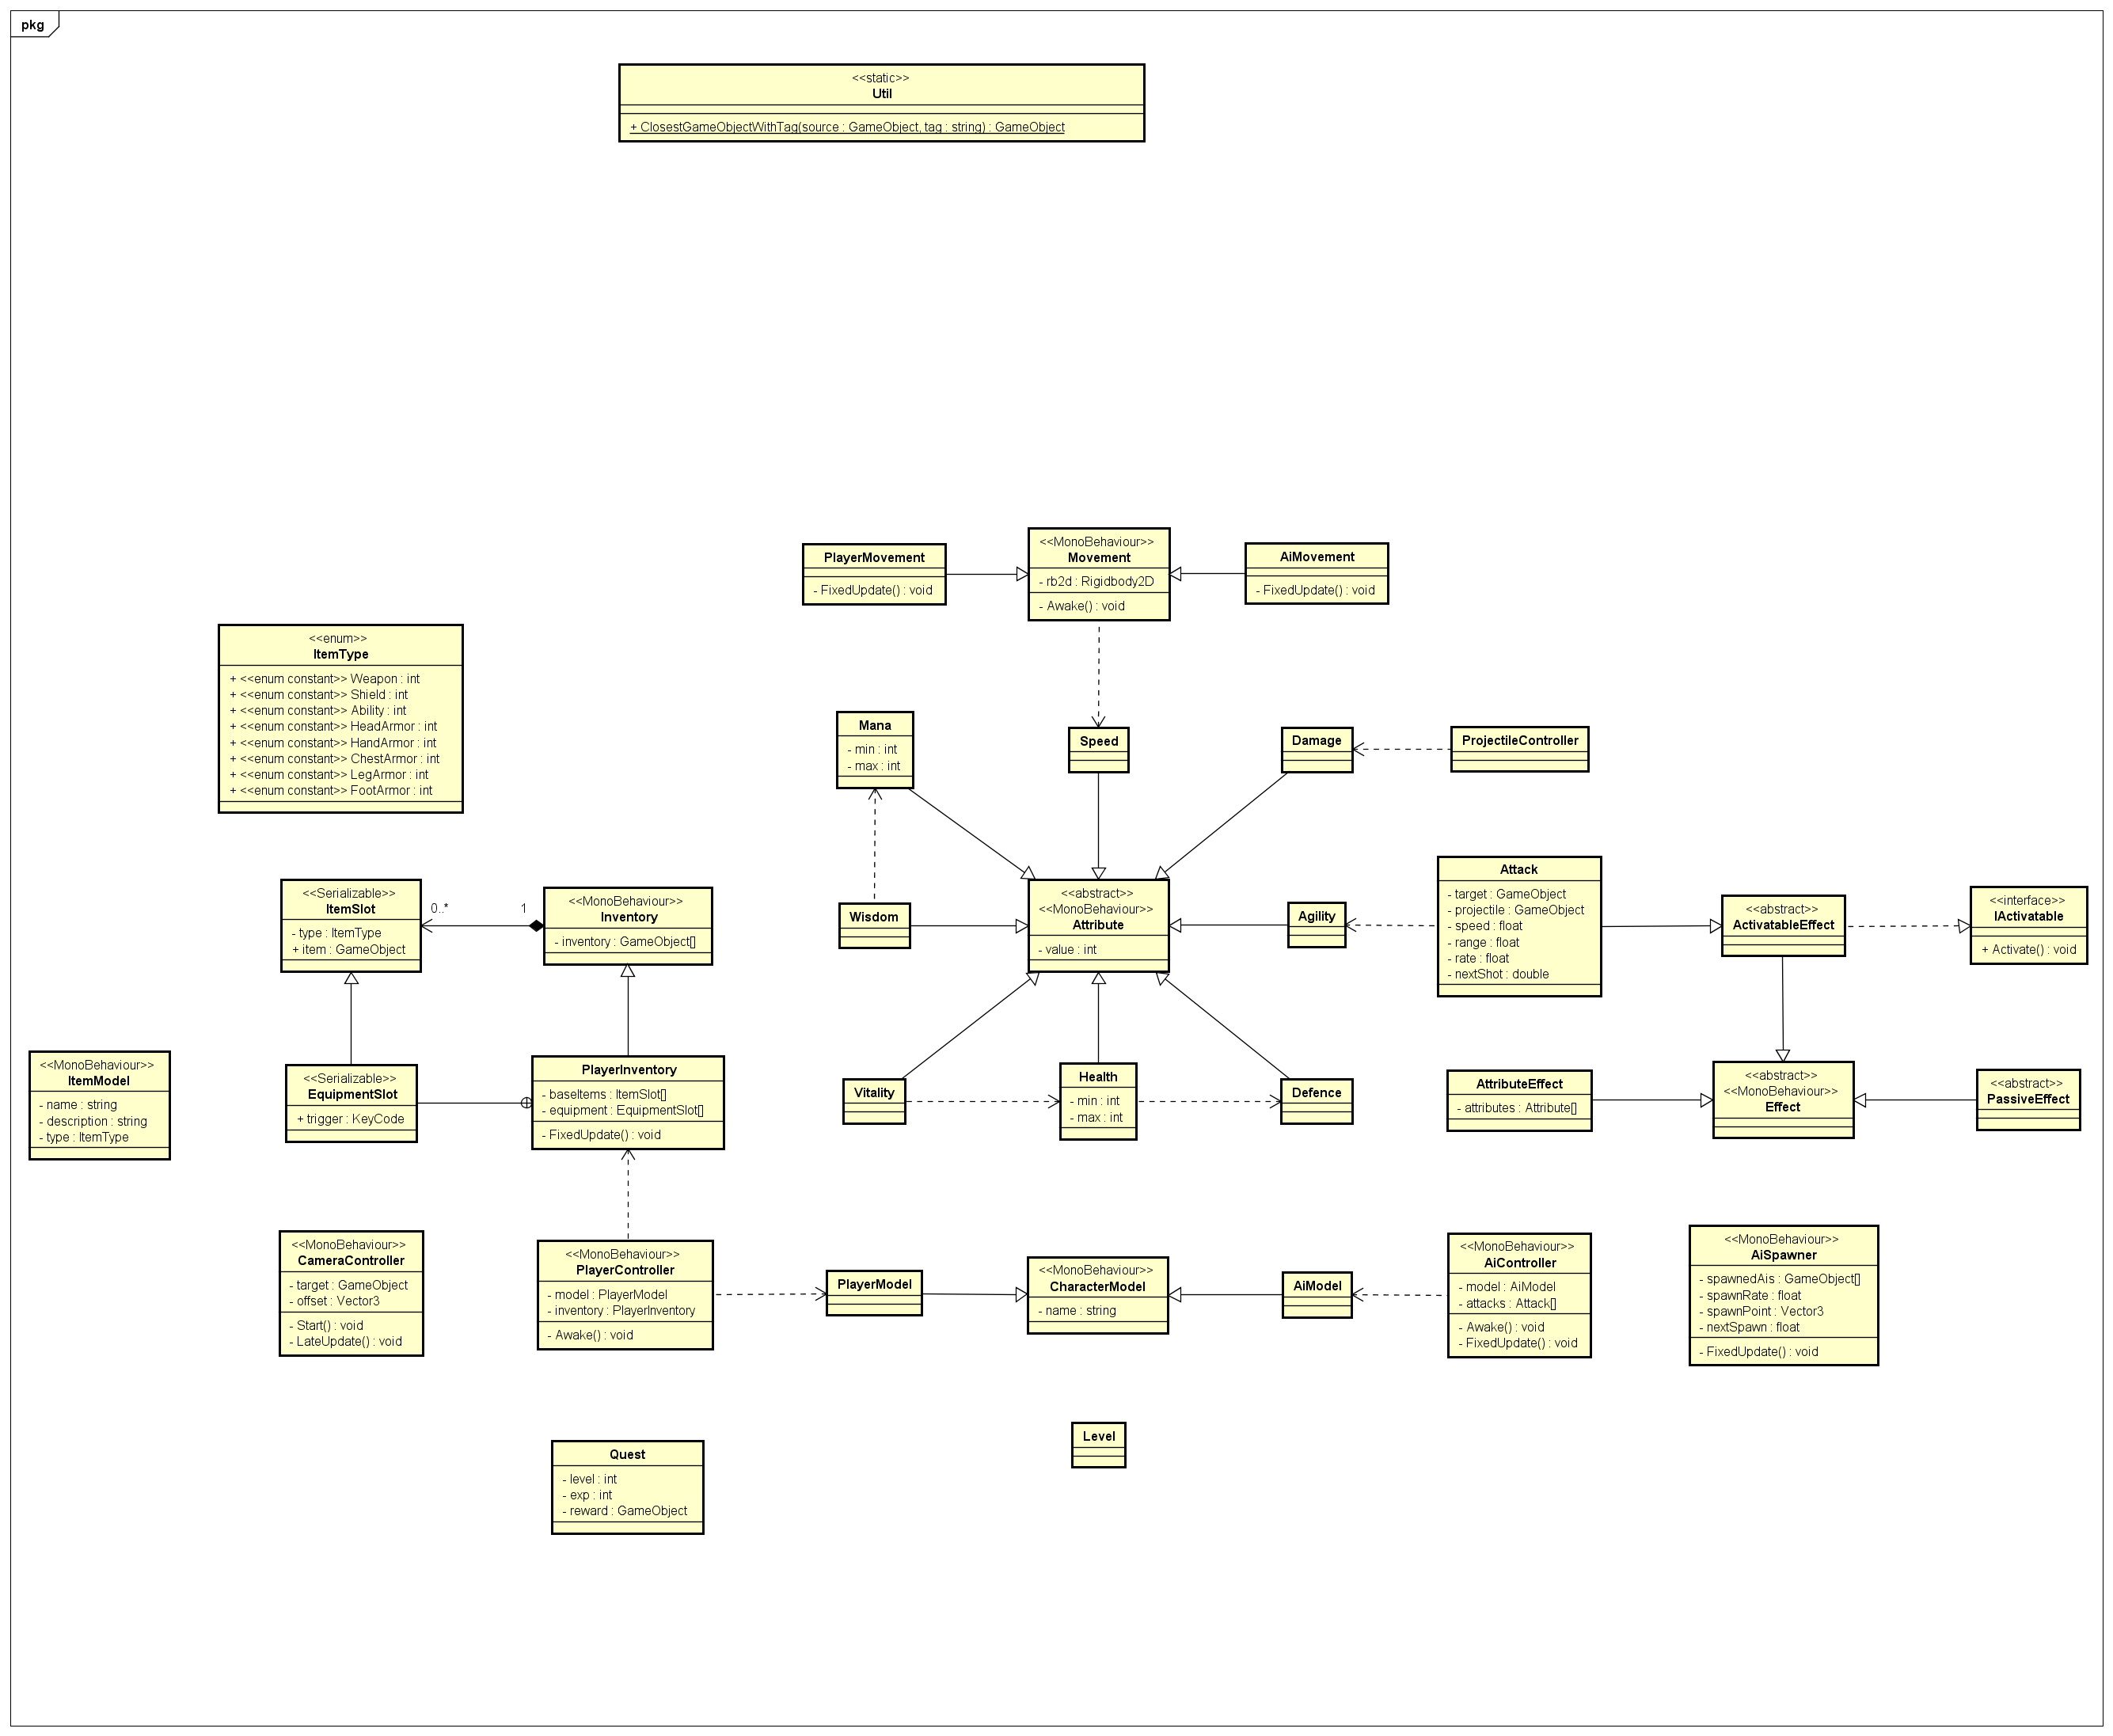 pkg
<<static>>
Util
+ ClosestGameObjectWithTag(source : GameObject, tag : string) : GameObject
PlayerMovement
- FixedUpdate() : void
<<MonoBehaviour>>
Movement
- rb2d : Rigidbody2D
- Awake() : void
AiMovement
- FixedUpdate() : void
<<enum>>
ItemType
+ <<enum constant>> Weapon : int
+ <<enum constant>> Shield : int
+ <<enum constant>> Ability : int
+ <<enum constant>> HeadArmor : int
+ <<enum constant>> HandArmor : int
+ <<enum constant>> ChestArmor : int
+ <<enum constant>> LegArmor : int
+ <<enum constant>> FootArmor : int
Mana
- min : int
- max : int
Speed
Damage
ProjectileController
<<Serializable>>
ItemSlot
- type : ItemType
+ item : GameObject
0..*
1
<<MonoBehaviour>>
Inventory
- inventory : GameObject[]
Wisdom
<<abstract>>
<<MonoBehaviour>>
Attribute
- value : int
Agility
Attack
- target : GameObject
- projectile : GameObject
- speed : float
- range : float
- rate : float
- nextShot : double
<<abstract>>
ActivatableEffect
<<interface>>
IActivatable
+ Activate() : void
<<MonoBehaviour>>
ItemModel
- name : string
- description : string
- type : ItemType
<<Serializable>>
EquipmentSlot
+ trigger : KeyCode
PlayerInventory
- baseItems : ItemSlot[]
- equipment : EquipmentSlot[]
- FixedUpdate() : void
Vitality
Health
- min : int
- max : int
Defence
AttributeEffect
- attributes : Attribute[]
<<abstract>>
<<MonoBehaviour>>
Effect
<<abstract>>
PassiveEffect
<<MonoBehaviour>>
CameraController
- target : GameObject
- offset : Vector3
- Start() : void
- LateUpdate() : void
<<MonoBehaviour>>
PlayerController
- model : PlayerModel
- inventory : PlayerInventory
- Awake() : void
PlayerModel
<<MonoBehaviour>>
CharacterModel
- name : string
AiModel
<<MonoBehaviour>>
AiController
- model : AiModel
- attacks : Attack[]
- Awake() : void
- FixedUpdate() : void
<<MonoBehaviour>>
AiSpawner
- spawnedAis : GameObject[]
- spawnRate : float
- spawnPoint : Vector3
- nextSpawn : float
- FixedUpdate() : void
Quest
- level : int
- exp : int
- reward : GameObject
Level